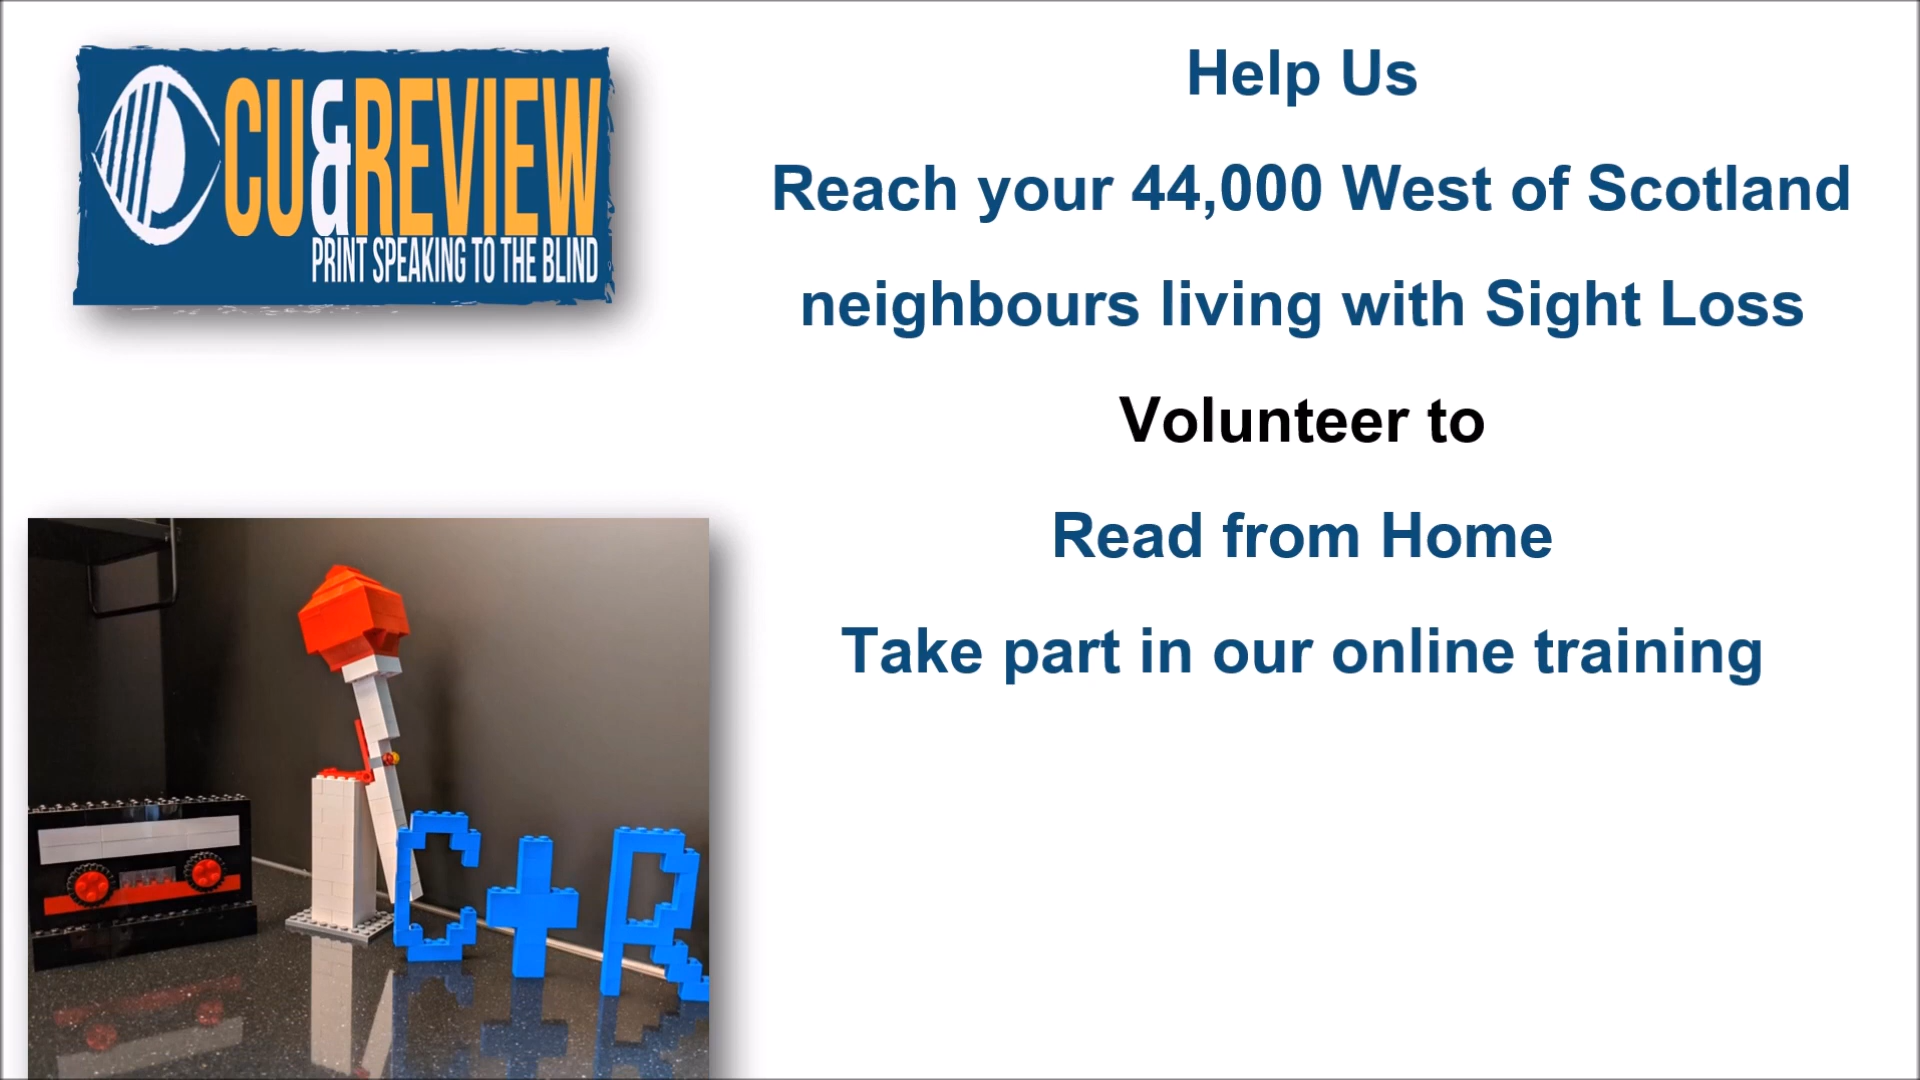 CU&REVIEW
PRINT SPEAKING TO THE BLIND
Help Us
Reach your 44,000 West of Scotland
neighbours living with Sight Loss
Volunteer to
Read from Home
Take part in our online training
C+R